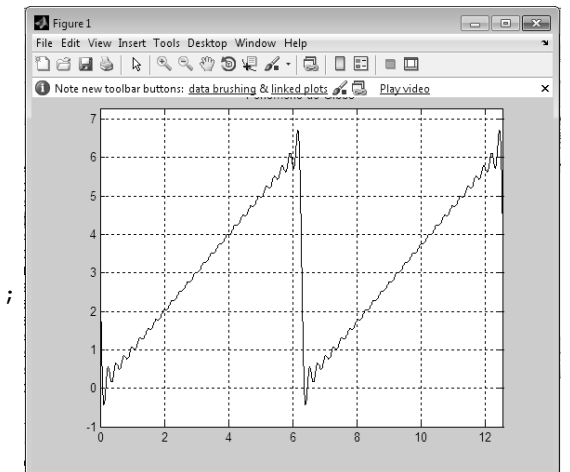 Figure 1
File Edit View Insert Tools Desktop Window Help
Note new toolbar buttons: data brushing & linked plots Play video
7
6
5
4
3
2
1
0
-1
0 2 4 6 8 10 12
;